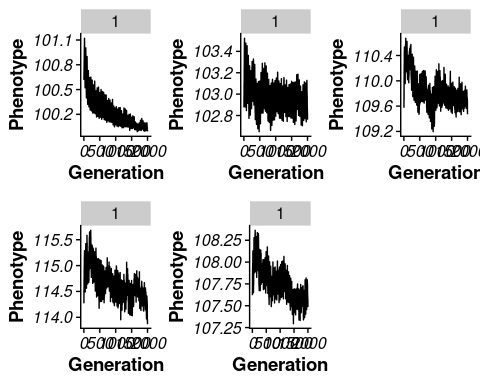 1
Phenotype
101.1
100.8
100.5
100.2
Generation
1
Phenotype
103.4
103.2
103.0
102.8
Generation
1
Phenotype
110.4
110.0
109.6
109.2
Generation
1
Phenotype
115.5
115.0
114.5
114.0
Generation
1
Phenotype
108.25
108.00
107.75
107.50
107.25
Generation